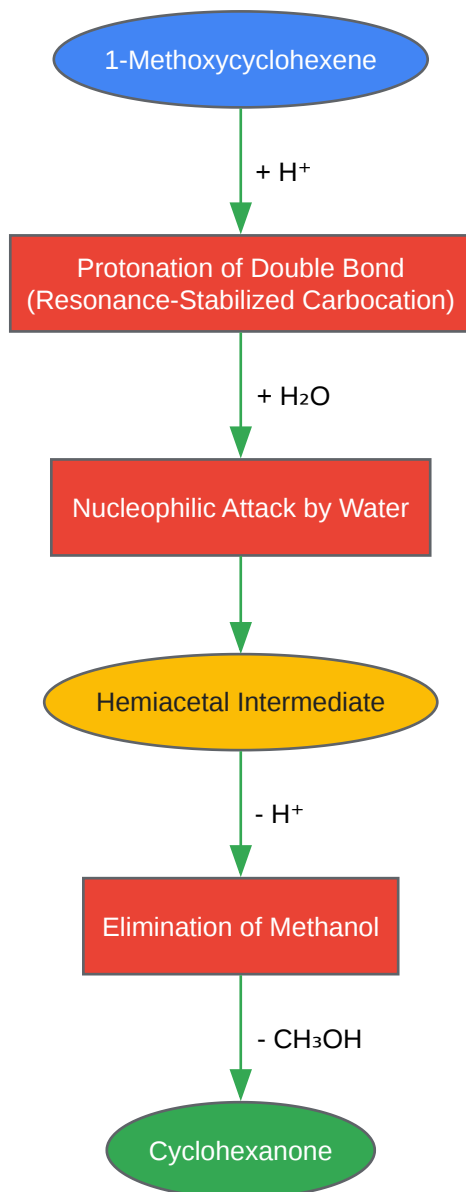 1-Methoxycyclohexene
+ H⁺
Protonation of Double Bond
(Resonance-Stabilized Carbocation)
+ H₂O
Nucleophilic Attack by Water
Hemiacetal Intermediate
- H⁺
Elimination of Methanol
- CH₃OH
Cyclohexanone